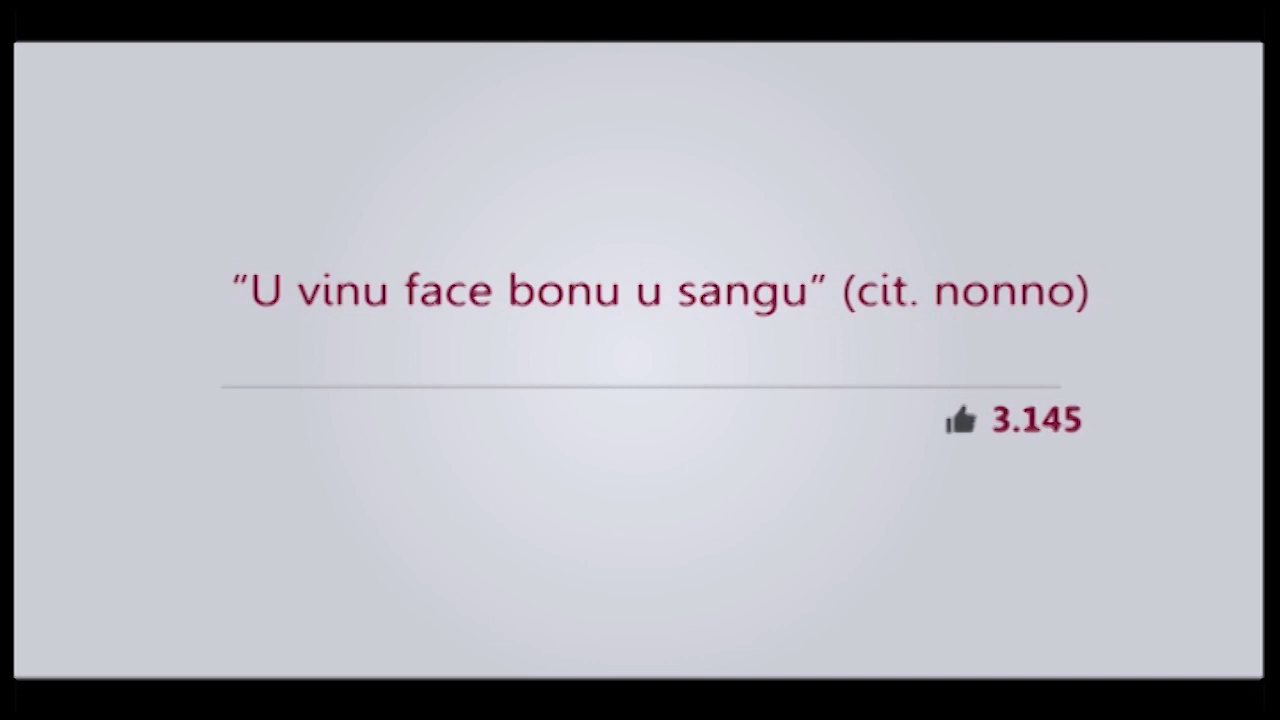 “U vinu face bonu u sangu” (cit. nonno)
3.145